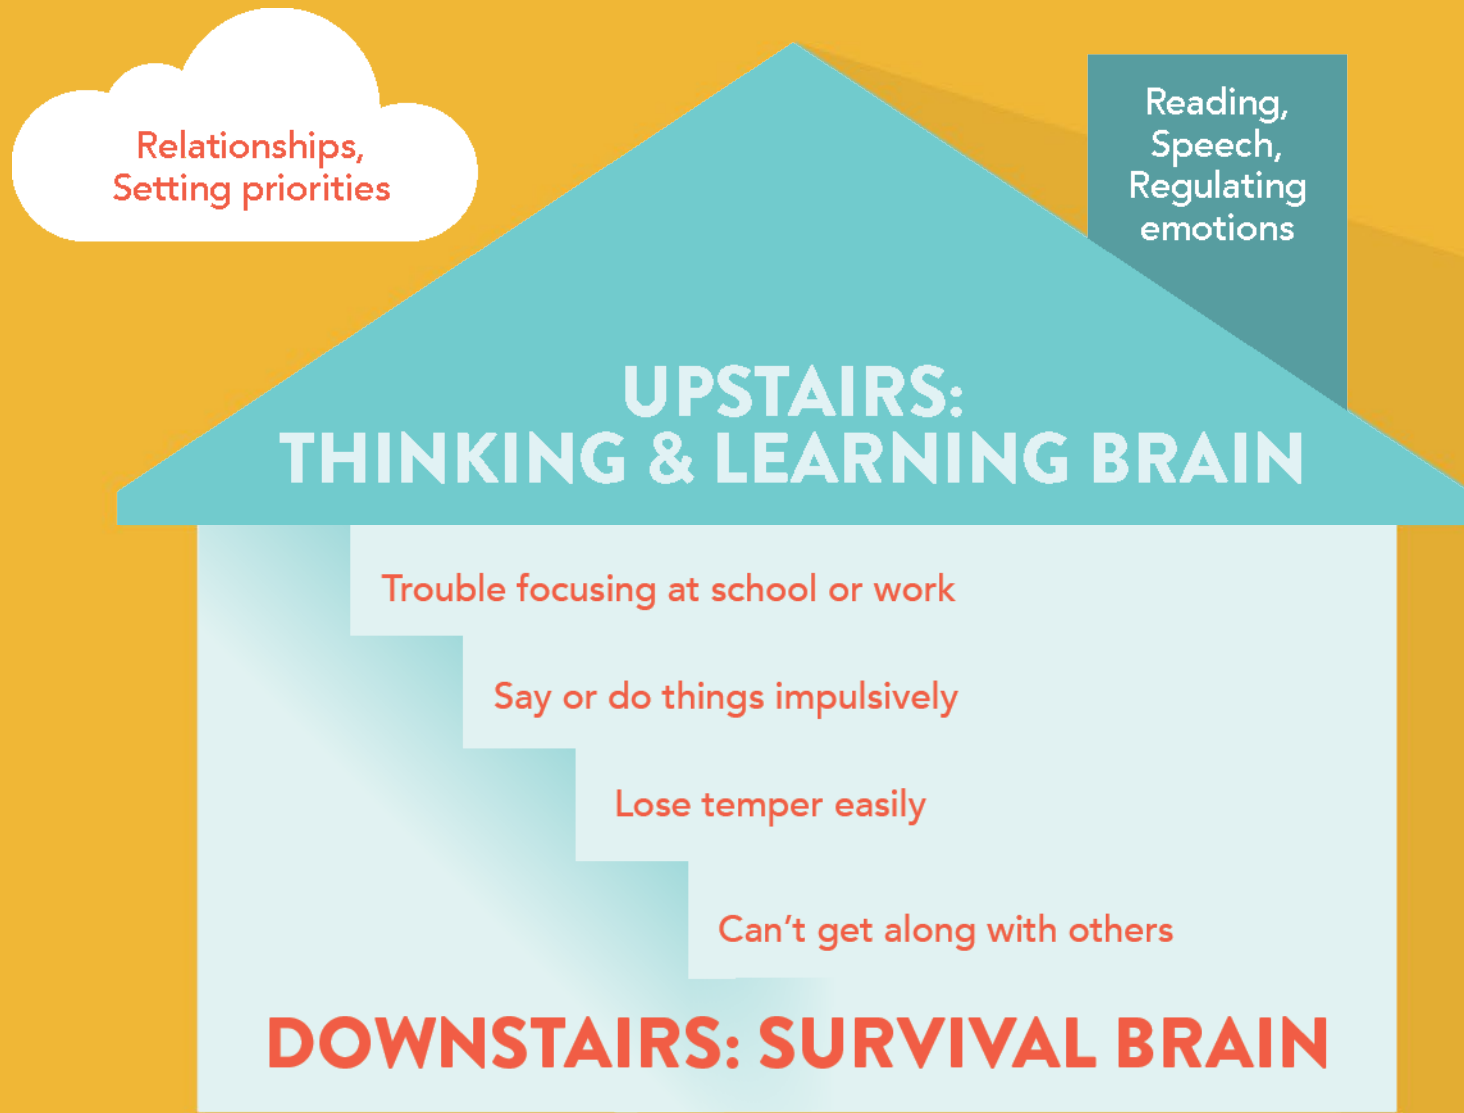 Relationships,
Setting priorities
Reading,
Speech,
Regulating
emotions
UPSTAIRS:
THINKING & LEARNING BRAIN
Trouble focusing at school or work
Say or do things impulsively
Lose temper easily
Can't get along with others
DOWNSTAIRS: SURVIVAL BRAIN